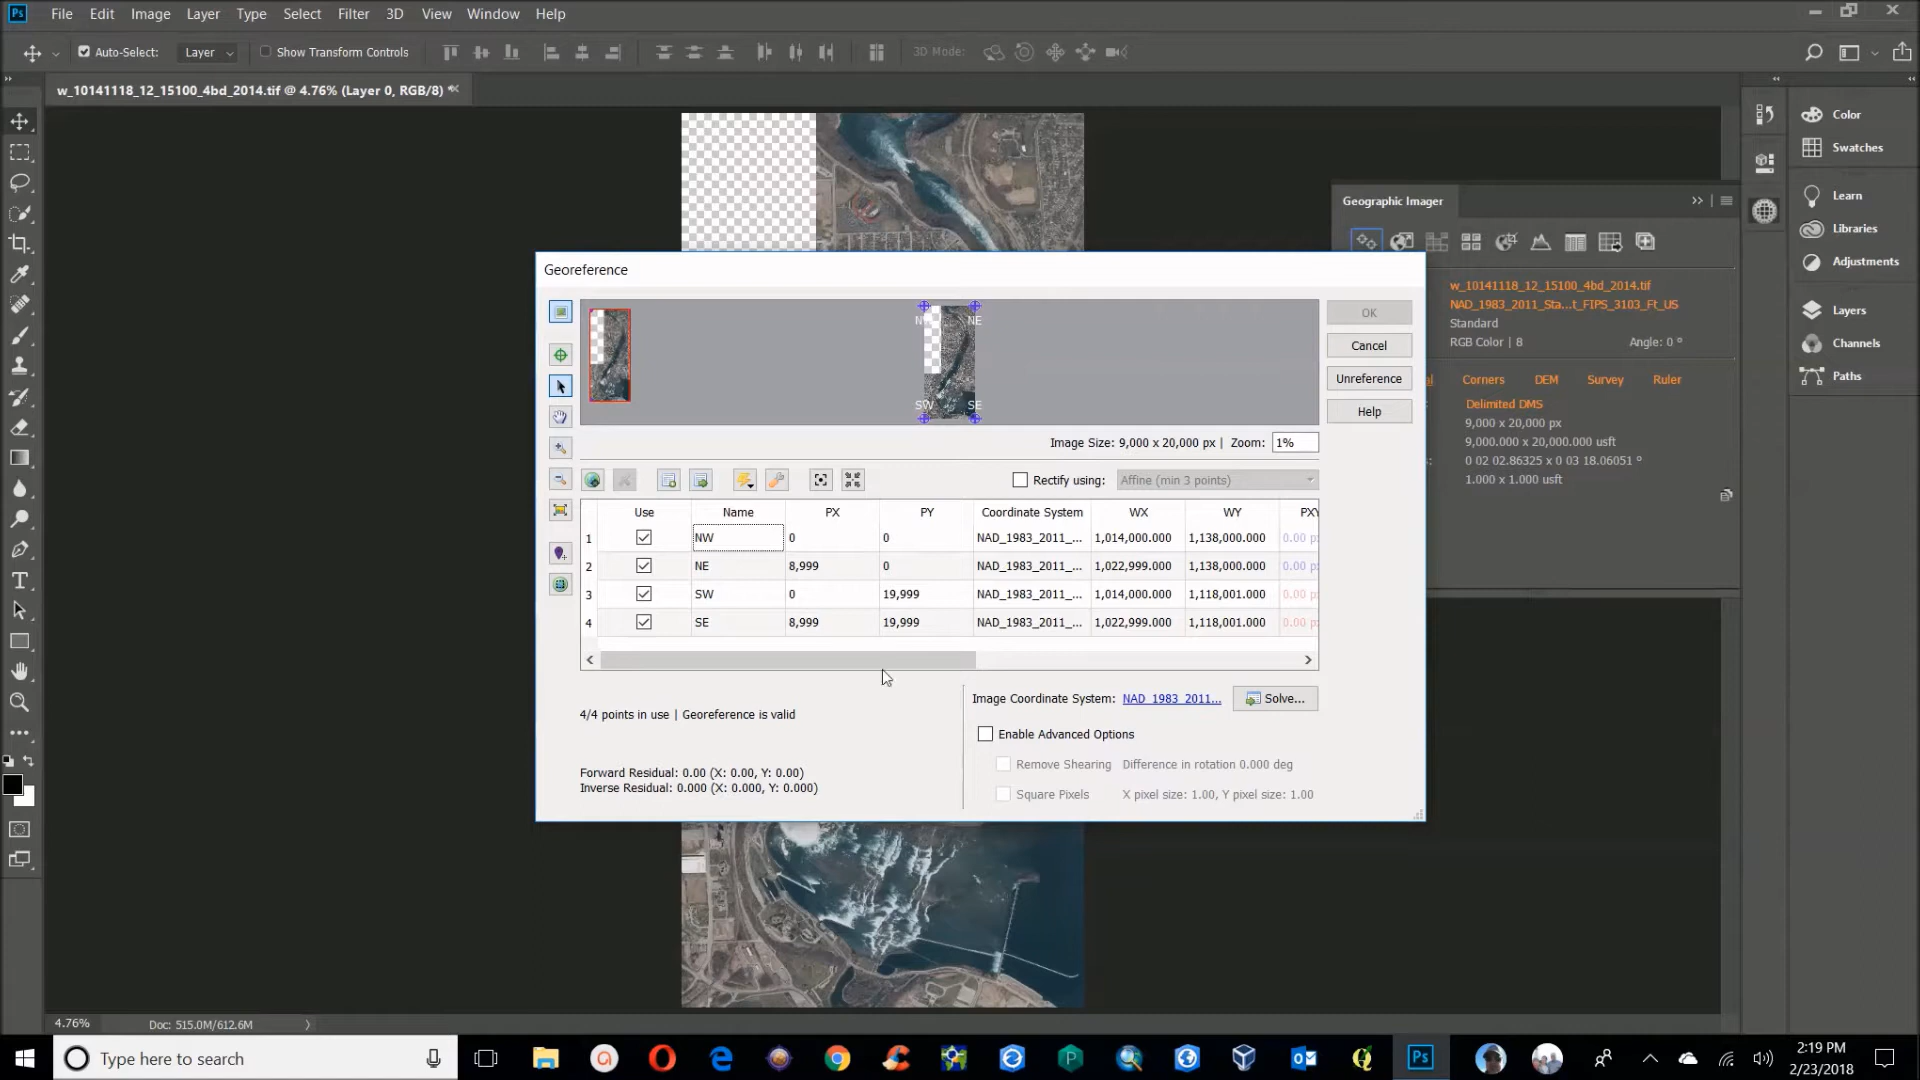 Ps File Edit Image Layer Type Select Filter 3D View Window Help
Auto-Select: Layer Show Transform Controls 3D Mode:
w_10141118_12_15100_4bd_2014.tif @ 4.76% (Layer 0, RGB/8) *
Color
Swatches
Learn
Libraries
Adjustments
Layers
Channels
Paths
Geographic Imager
w_10141118_12_15100_4bd_2014.tif
NAD_1983_2011_Sta...t_FIPS_3103_Ft_US
Standard
RGB Color | 8 Angle: 0 º
Corners DEM Survey Ruler
Delimited DMS
9,000 x 20,000 px
9,000.000 x 20,000.000 usft
0 02 02.86325 x 0 03 18.06051 º
1.000 x 1.000 usft
Georeference
NE
SW SE
OK
Cancel
Unreference
Help
Image Size: 9,000 x 20,000 px | Zoom: 1%
Rectify using: Affine (min 3 points)
Use Name PX PY Coordinate System WX WY PXY
1 NW 0 0 NAD_1983_2011_... 1,014,000.000 1,138,000.000 0.00 p
2 NE 8,999 0 NAD_1983_2011_... 1,022,999.000 1,138,000.000 0.00 p
3 SW 0 19,999 NAD_1983_2011_... 1,014,000.000 1,118,001.000 0.00 p
4 SE 8,999 19,999 NAD_1983_2011_... 1,022,999.000 1,118,001.000 0.00 p
4/4 points in use | Georeference is valid
Forward Residual: 0.00 (X: 0.00, Y: 0.00)
Inverse Residual: 0.000 (X: 0.000, Y: 0.000)
Image Coordinate System: NAD_1983_2011... Solve...
Enable Advanced Options
Remove Shearing Difference in rotation 0.000 deg
Square Pixels X pixel size: 1.00, Y pixel size: 1.00
4.76% Doc: 515.0M/612.6M
Type here to search
Ps
2:19 PM
2/23/2018